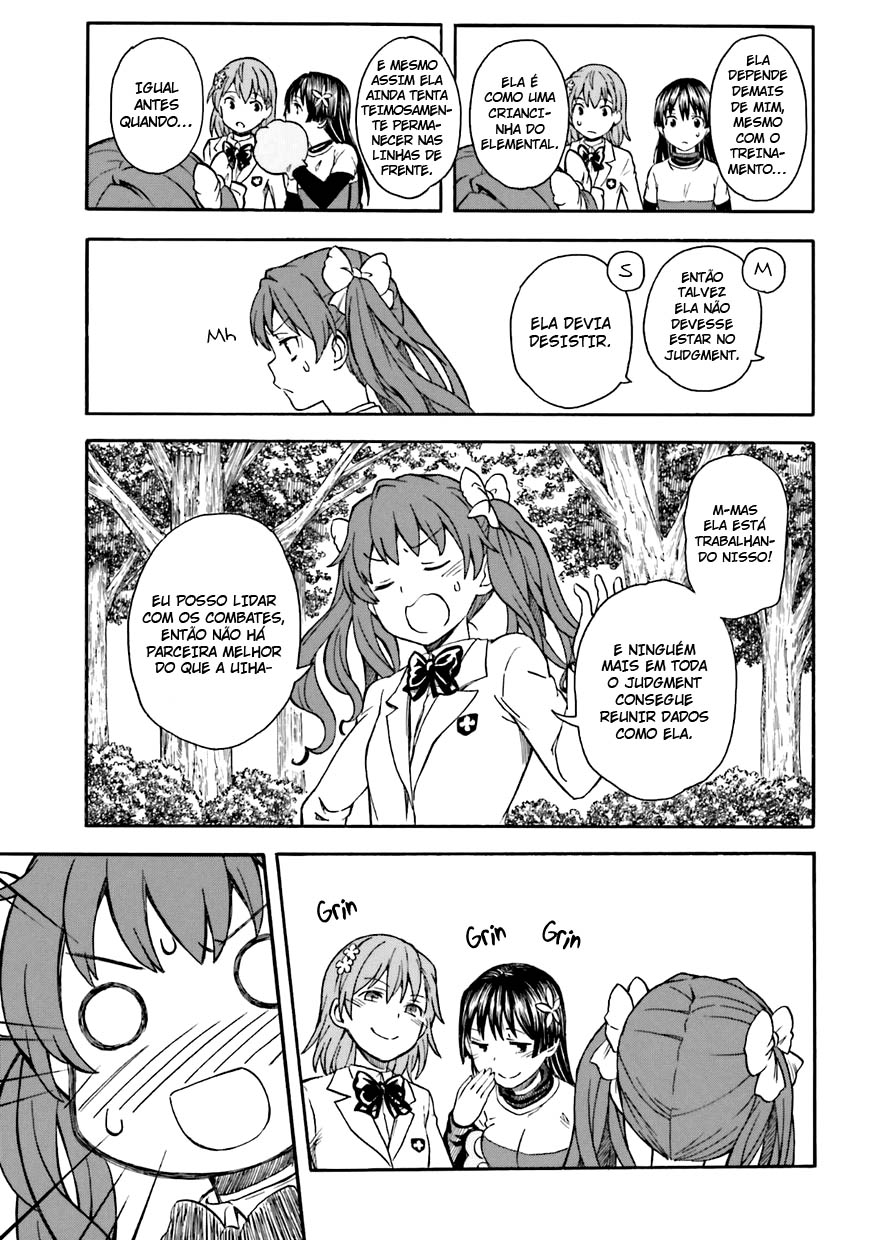 ELA
DEPENDE
DEMAIS
DE MIM,
MESMO
COM O
TREINA-
MENTO...
ELA É
COMO UMA
CRIANCI-
NHA DO
ELEMENTAL.
E MESMO
ASSIM ELA
AINDA TENTA
TEIMOSAMEN-
TE PERMA-
NECER NAS
LINHAS DE
FRENTE.
IGUAL
ANTES
QUANDO...
M
ENTÃO
TALVEZ
ELA NÃO
DEVESSE
ESTAR NO
JUDGMENT.
S
ELA DEVIA
DESISTIR.
Mh
M-MAS
ELA ESTÁ
TRABALHAN-
DO NISSO!
E NINGUÉM
MAIS EM TODA
O JUDGMENT
CONSEGUE
REUNIR DADOS
COMO ELA.
EU POSSO LIDAR
COM OS COMBATES,
ENTÃO NÃO HÁ
PARCEIRA MELHOR
DO QUE A UIHA-
Grin
Grin
Grin